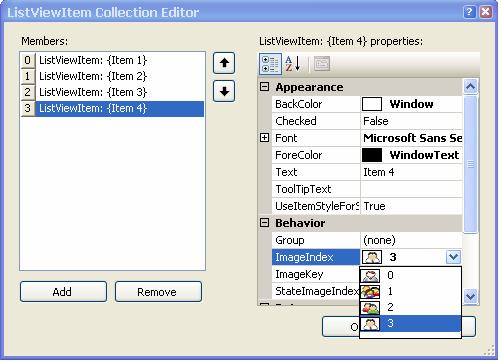 ListViewItem Collection Editor
Members:
0 ListViewItem: {Item 1}
1 ListViewItem: {Item 2}
2 ListViewItem: {Item 3}
3 ListViewItem: {Item 4}
Add
Remove
ListViewItem: {Item 4} properties:
Appearance
BackColor Window
Checked False
Font Microsoft Sans Se
ForeColor WindowText
Text Item 4
ToolTipText
UseItemStyleForS True
Behavior
Group (none)
ImageIndex 3
ImageKey
StateImageIndex
0
1
2
3
O